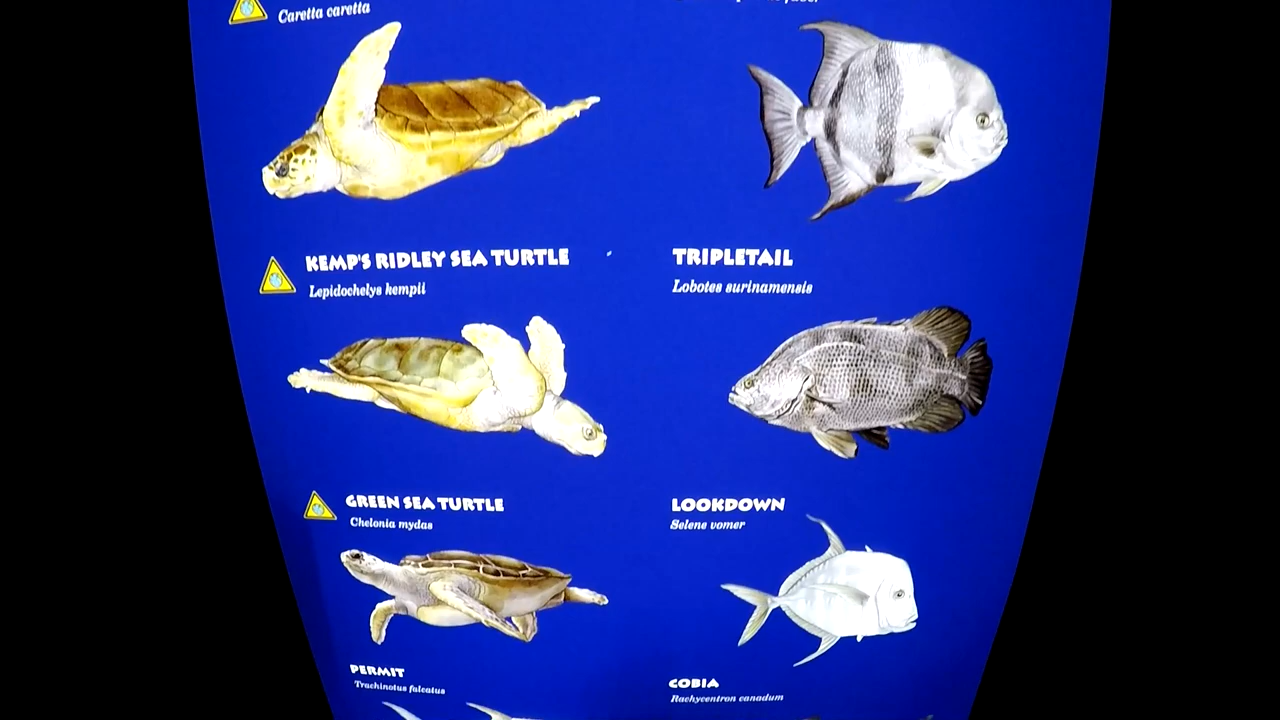 Caretta caretta
KEMP'S RIDLEY SEA TURTLE
Lepidochelys kempii
TRIPLETAIL
Lobotes surinamensis
GREEN SEA TURTLE
Chelonia mydas
LOOKDOWN
Selene vomer
PERMIT
Trachinotus falcatus
COBIA
Rachycentron canadum